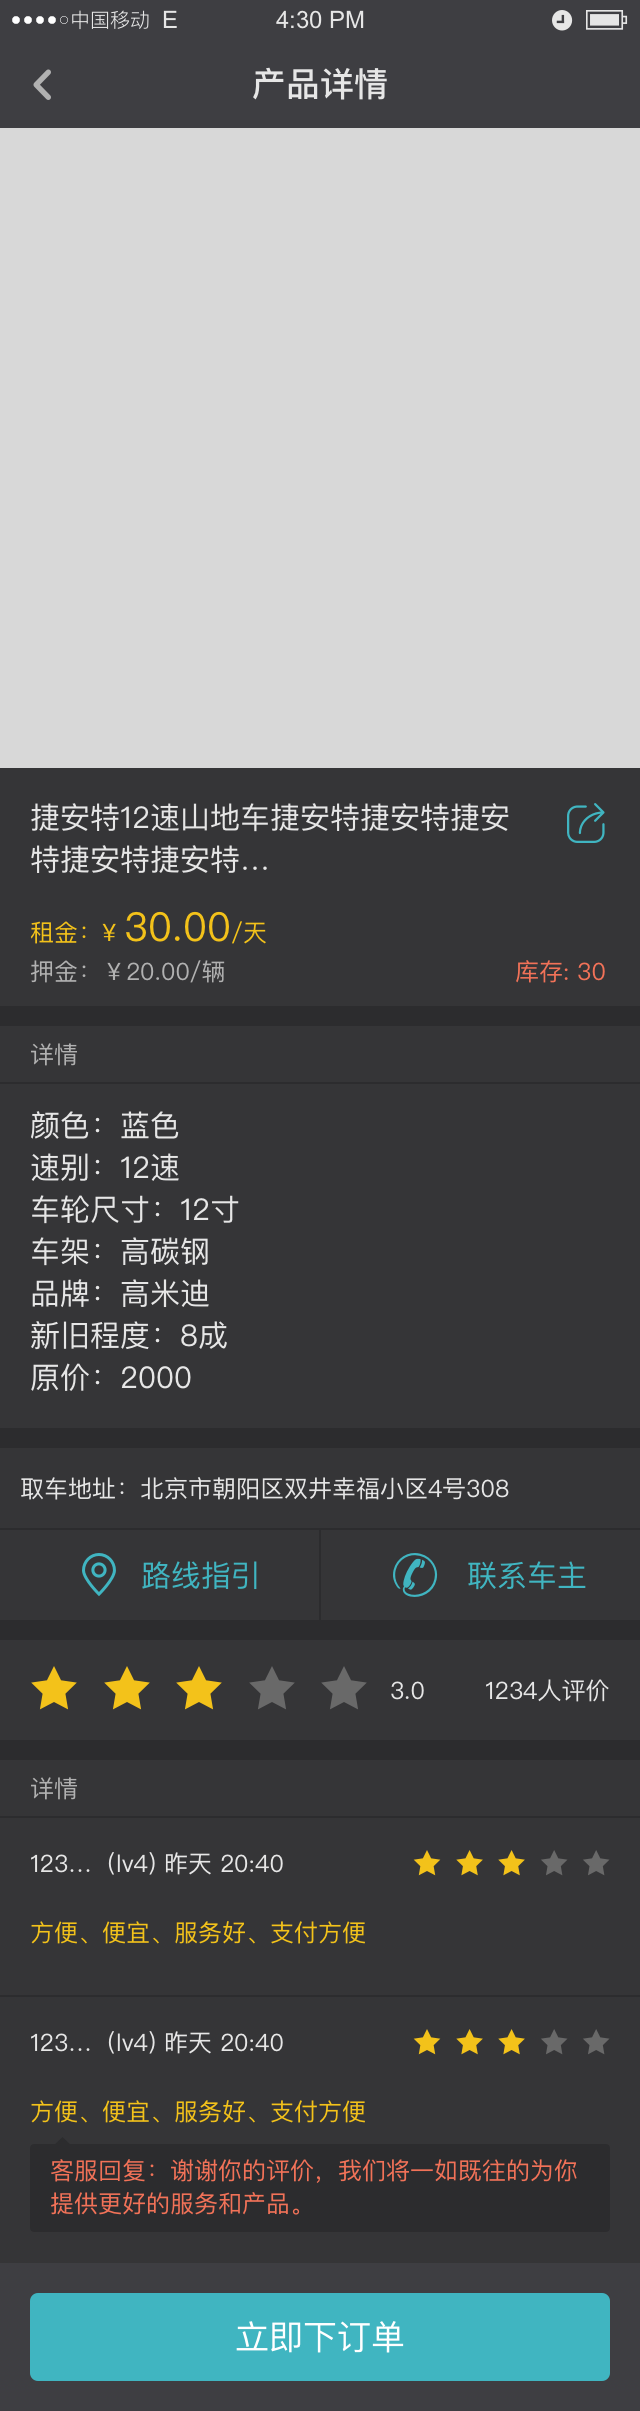 中国移动 E 4:30 PM
产品详情
捷安特12速山地车捷安特捷安特捷安
特捷安特捷安特...
租金：¥ 30.00/天
押金：¥20.00/辆
库存: 30
详情
颜色：蓝色
速别：12速
车轮尺寸：12寸
车架：高碳钢
品牌：高米迪
新旧程度：8成
原价：2000
取车地址：北京市朝阳区双井幸福小区4号308
路线指引
联系车主
3.0 1234人评价
详情
123... (lv4) 昨天 20:40
方便、便宜、服务好、支付方便
123... (lv4) 昨天 20:40
方便、便宜、服务好、支付方便
客服回复：谢谢你的评价，我们将一如既往的为你
提供更好的服务和产品。
立即下订单